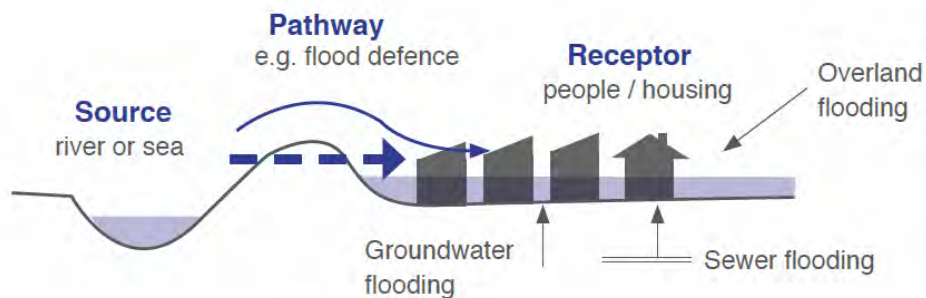 Pathway
e.g. flood defence
Source
river or sea
Receptor
people / housing
Overland
flooding
Groundwater
flooding
Sewer flooding